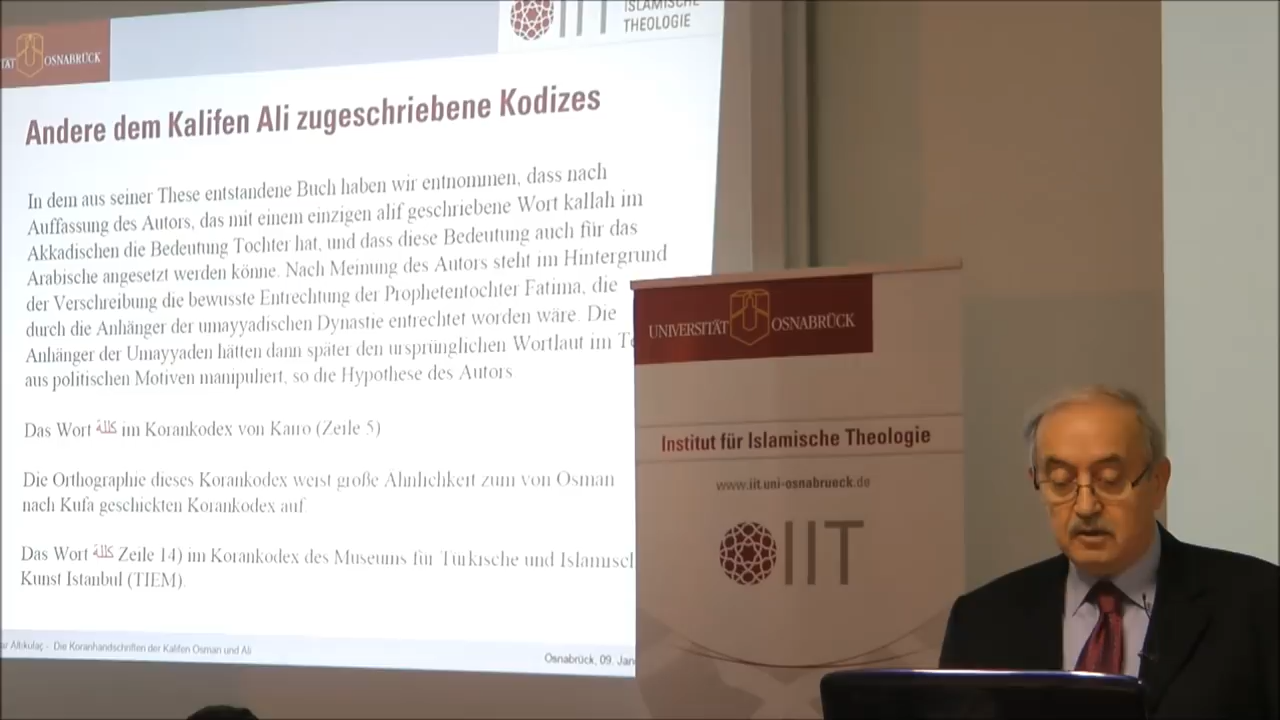 TÄT OSNABRÜCK
IIT ISLAMISCHE
THEOLOGIE
Andere dem Kalifen Ali zugeschriebene Kodizes
In dem aus seiner These entstandene Buch haben wir entnommen, dass nach
Auffassung des Autors, das mit einem einzigen alif geschriebene Wort kallah im
Akkadischen die Bedeutung Tochter hat, und dass diese Bedeutung auch für das
Arabische angesetzt werden könne. Nach Meinung des Autors steht im Hintergrund
der Verschreibung die bewusste Entrechtung der Prophetentochter Fatima, die
durch die Anhänger der umayyadischen Dynastie entrechtet worden wäre. Die
Anhänger der Umayyaden hätten dann später den ursprünglichen Wortlaut im Te
aus politischen Motiven manipuliert, so die Hypothese des Autors
Das Wort كللة im Korankodex von Kairo (Zeile 5)
Die Orthographie dieses Korankodex weist große Ähnlichkeit zum von Osman
nach Kufa geschickten Korankodex auf.
Das Wort كللة Zeile 14) im Korankodex des Museums für Türkische und Islamiscl
Kunst Istanbul (TIEM).
ar Altıkulaç - Die Koranhandschriften der Kalifen Osman und Ali
Osnabrück, 09. Jan
UNIVERSITÄT OSNABRÜCK
Institut für Islamische Theologie
www.iit.uni-osnabrueck.de
IIT